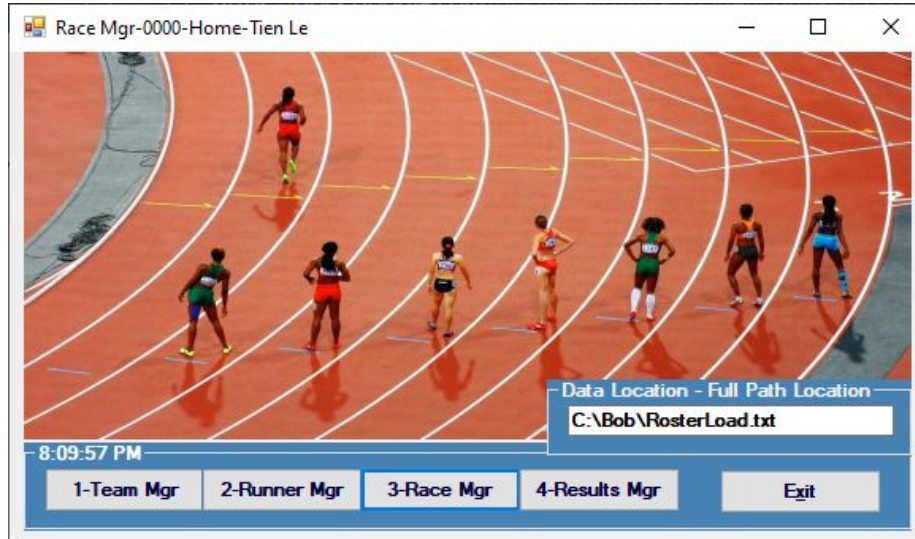 Race Mgr-0000-Home-Tien Le
Data Location - Full Path Location
C:\Bob\RosterLoad.txt
8:09:57 PM
1-Team Mgr
2-Runner Mgr
3-Race Mgr
4-Results Mgr
Exit